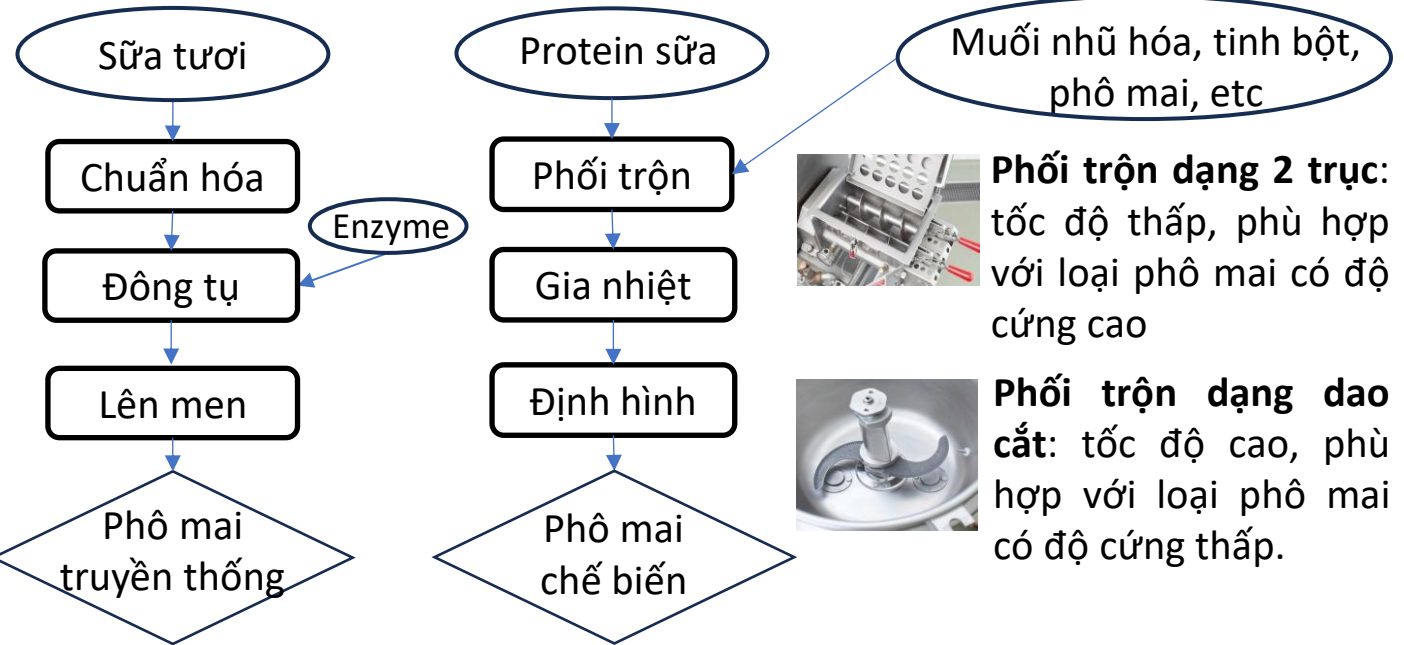 Sữa tươi
Chuẩn hóa
Enzyme
Đông tụ
Lên men
Phô mai
truyền thống
Protein sữa
Phối trộn
Gia nhiệt
Định hình
Phô mai
chế biến
Muối nhũ hóa, tinh bột,
phô mai, etc
Phối trộn dạng 2 trục:
tốc độ thấp, phù hợp
với loại phô mai có độ
cứng cao
Phối trộn dạng dao
cắt: tốc độ cao, phù
hợp với loại phô mai
có độ cứng thấp.